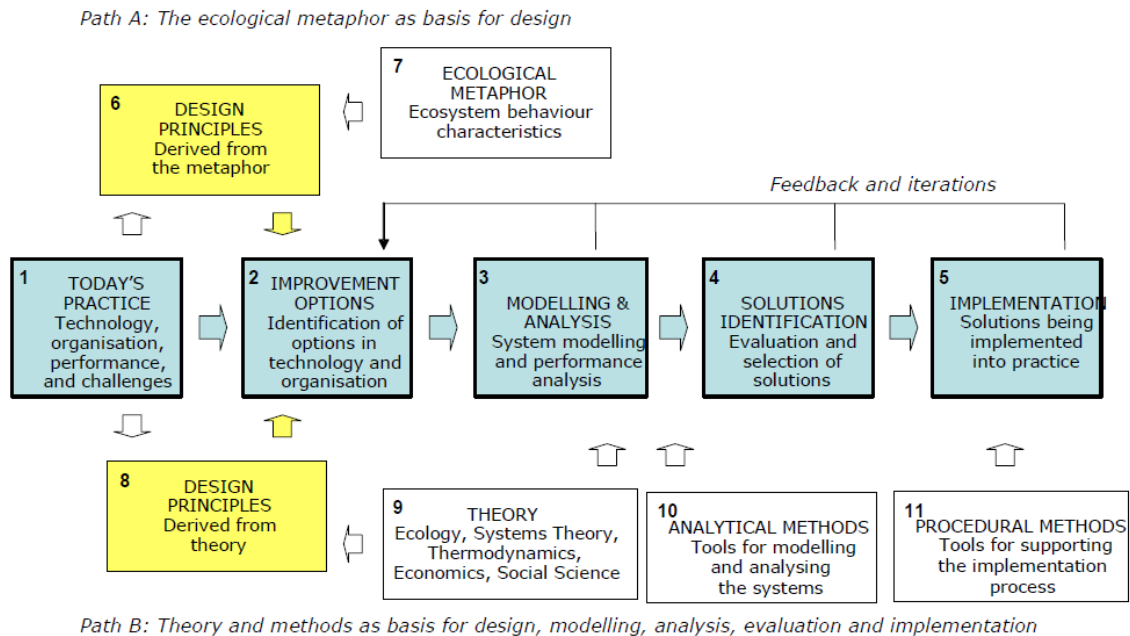 Path A: The ecological metaphor as basis for design
7
ECOLOGICAL
METAPHOR
Ecosystem behaviour
characteristics
6
DESIGN
PRINCIPLES
Derived from
the metaphor
Feedback and iterations
1
TODAY'S
PRACTICE
Technology,
organisation,
performance,
and challenges
2
IMPROVEMENT
OPTIONS
Identification of
options in
technology and
organisation
3
MODELLING &
ANALYSIS
System modelling
and performance
analysis
4
SOLUTIONS
IDENTIFICATION
Evaluation and
selection of
solutions
5
IMPLEMENTATION
Solutions being
implemented
into practice
8
DESIGN
PRINCIPLES
Derived from
theory
9
THEORY
Ecology, Systems Theory,
Thermodynamics,
Economics, Social Science
10
ANALYTICAL METHODS
Tools for modelling
and analysing
the systems
11
PROCEDURAL METHODS
Tools for supporting
the implementation
process
Path B: Theory and methods as basis for design, modelling, analysis, evaluation and implementation